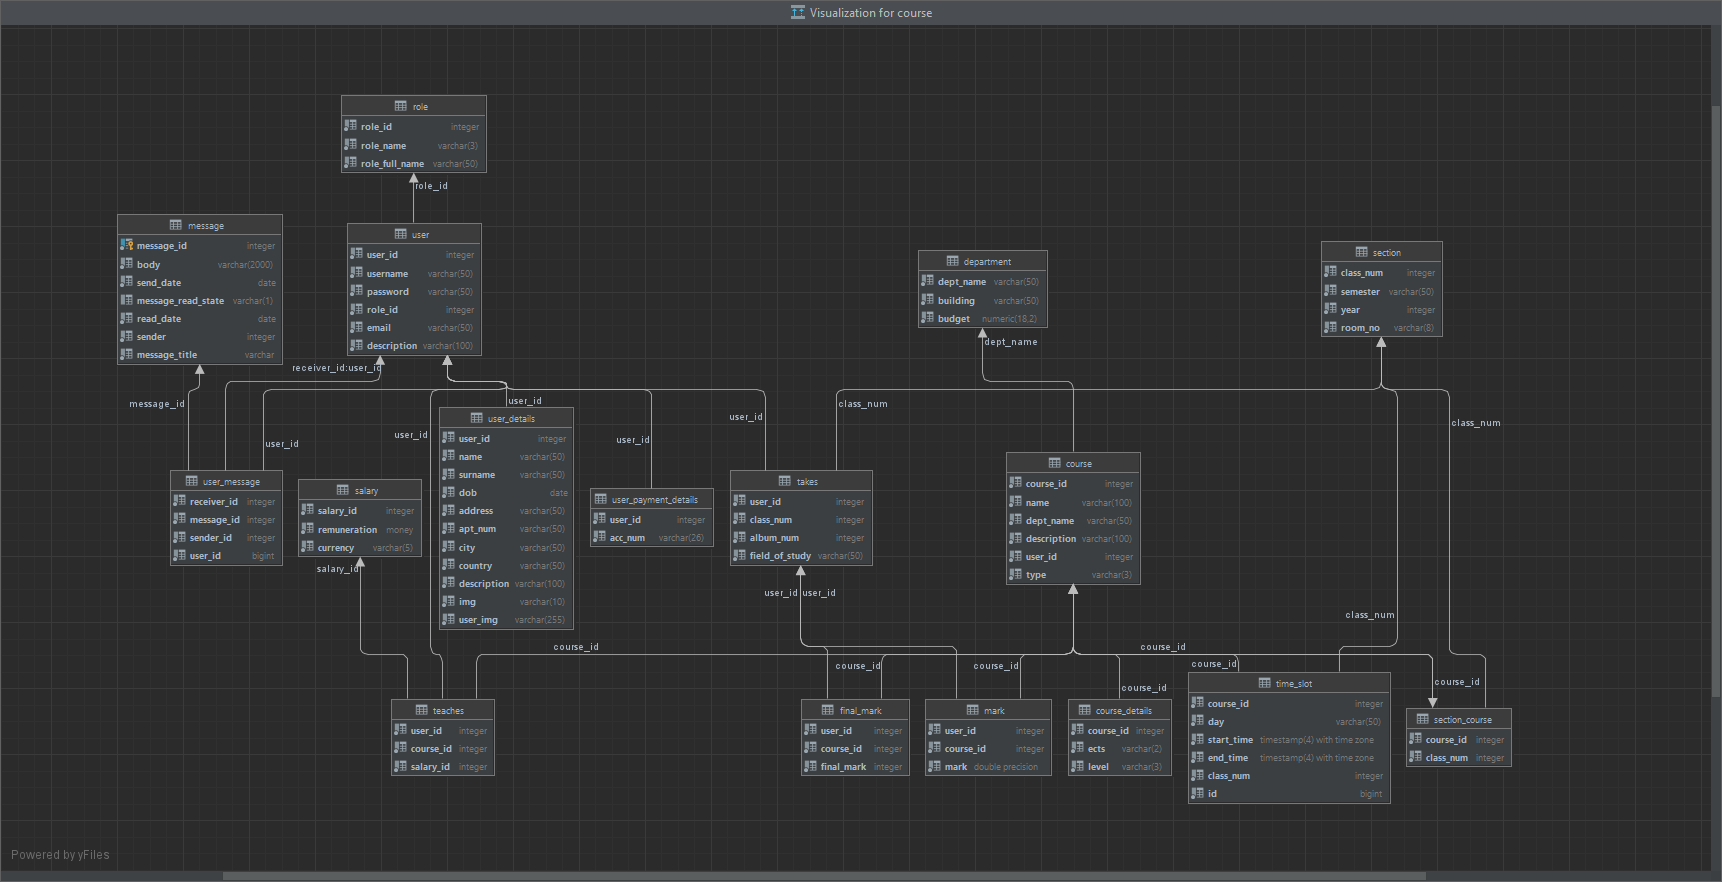 Visualization for course
role
role_id integer
role_name varchar(3)
role_full_name varchar(50)
role_id
message
message_id integer
body varchar(2000)
send_date date
message_read_state varchar(1)
read_date date
sender integer
message_title varchar
user
user_id integer
username varchar(50)
password varchar(50)
role_id integer
email varchar(50)
description varchar(100)
department
dept_name varchar(50)
building varchar(50)
budget numeric(18,2)
section
class_num integer
semester varchar(50)
year integer
room_no varchar(8)
dept_name
receiver_id:user_id
message_id
user_id
user_id
user_id
user_id
user_id
class_num
class_num
user_details
user_id integer
name varchar(50)
surname varchar(50)
dob date
address varchar(50)
apt_num varchar(50)
city varchar(50)
country varchar(50)
description varchar(100)
img varchar(10)
user_img varchar(255)
user_message
receiver_id integer
message_id integer
sender_id integer
user_id bigint
salary
salary_id integer
remuneration money
currency varchar(5)
salary_id
user_payment_details
user_id integer
acc_num varchar(26)
takes
user_id integer
class_num integer
album_num integer
field_of_study varchar(50)
user_id user_id
course
course_id integer
name varchar(100)
dept_name varchar(50)
description varchar(100)
user_id integer
type varchar(3)
class_num
course_id
course_id
course_id
course_id
course_id
course_id
course_id
teaches
user_id integer
course_id integer
salary_id integer
final_mark
user_id integer
course_id integer
final_mark integer
mark
user_id integer
course_id integer
mark double precision
course_details
course_id integer
ects varchar(2)
level varchar(3)
time_slot
course_id integer
day varchar(50)
start_time timestamp(4) with time zone
end_time timestamp(4) with time zone
class_num integer
id bigint
section_course
course_id integer
class_num integer
Powered by yFiles